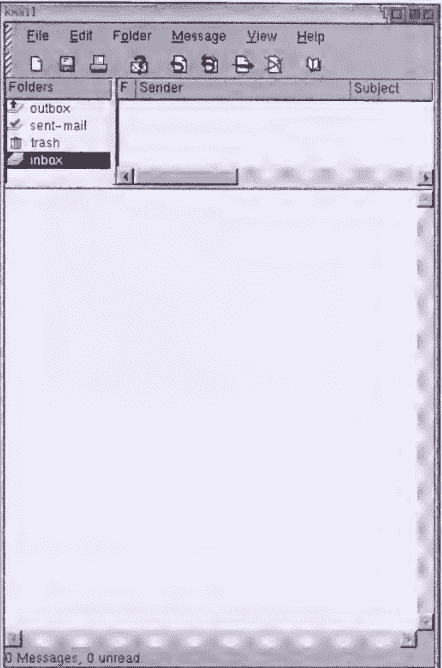 kmail
File Edit Folder Message View Help
Folders F Sender Subject
outbox
sent-mail
trash
inbox
0 Messages, 0 unread.